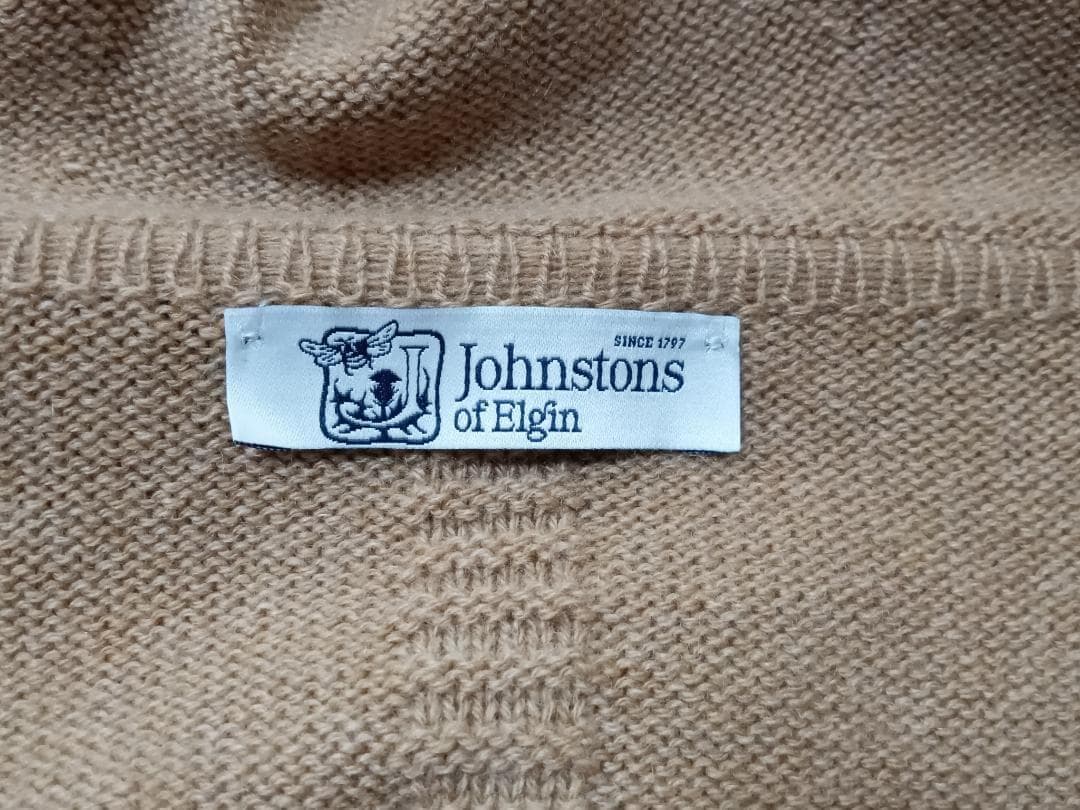 SINCE 1797
Johnstons
of Elgin